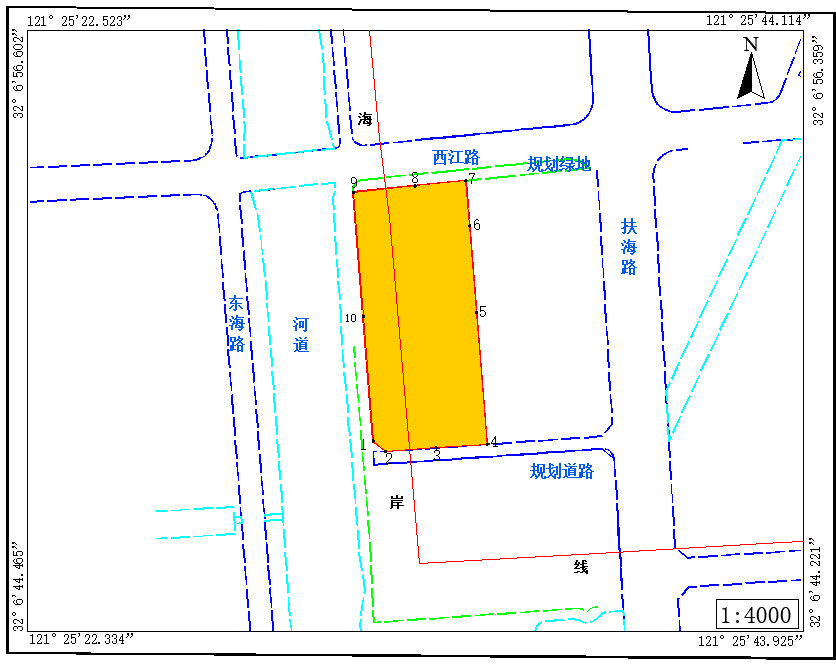 121° 25′22.523″
121° 25′44.114″
32° 6′56.602″
32° 6′56.359″
N
海
西江路
规划绿地
9
8
7
6
扶海路
东海路
河道
10
5
1
2
3
4
规划道路
岸
线
32° 6′44.465″
32° 6′44.221″
1:4000
121° 25′22.334″
121° 25′43.925″